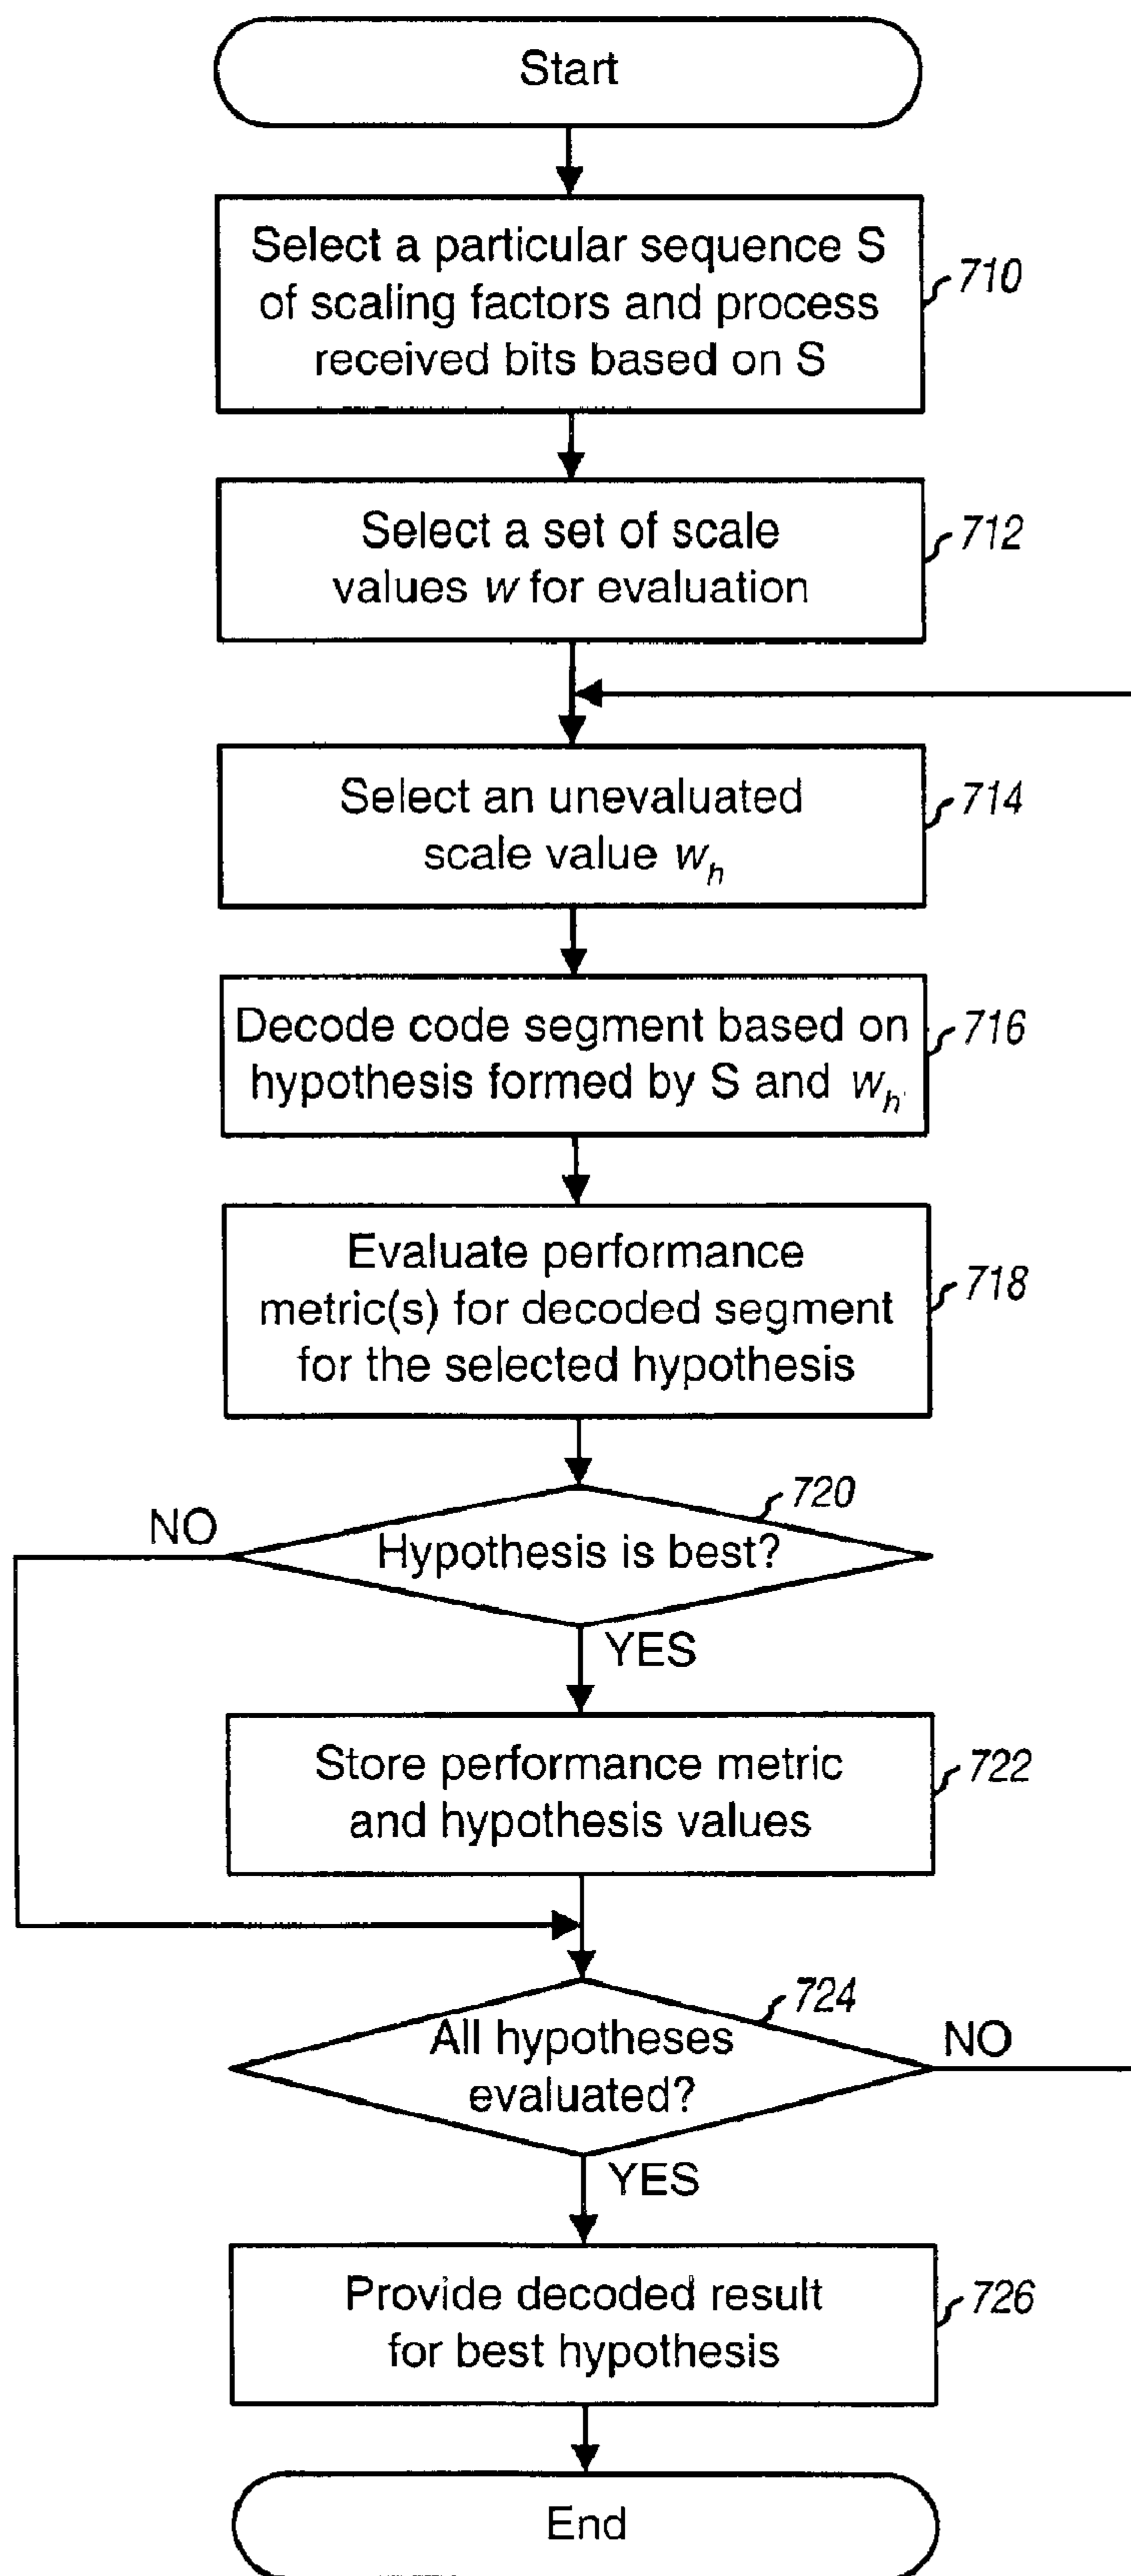 Start
Select a particular sequence S
of scaling factors and process
received bits based on S
710
Select a set of scale
values w for evaluation
712
Select an unevaluated
scale value wh
714
Decode code segment based on
hypothesis formed by S and wh
716
Evaluate performance
metric(s) for decoded segment
for the selected hypothesis
718
720
NO
Hypothesis is best?
YES
Store performance metric
and hypothesis values
722
724
All hypotheses
evaluated?
NO
YES
Provide decoded result
for best hypothesis
726
End